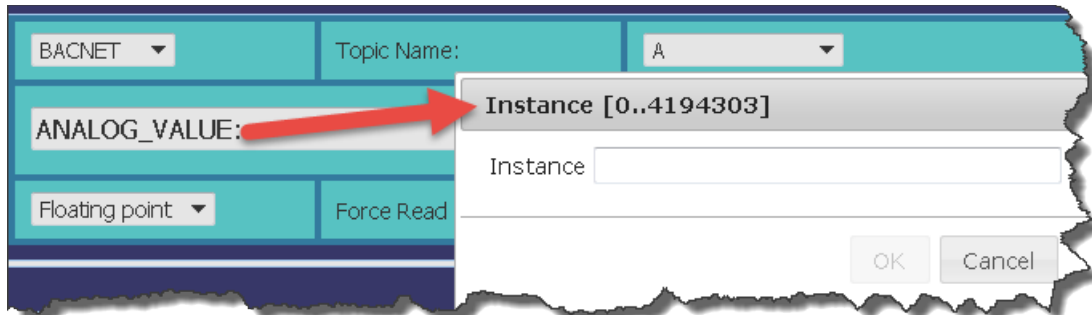 BACNET Topic Name: A
Instance [0..4194303]
ANALOG_VALUE:
Instance
Floating point Force Read
OK Cancel